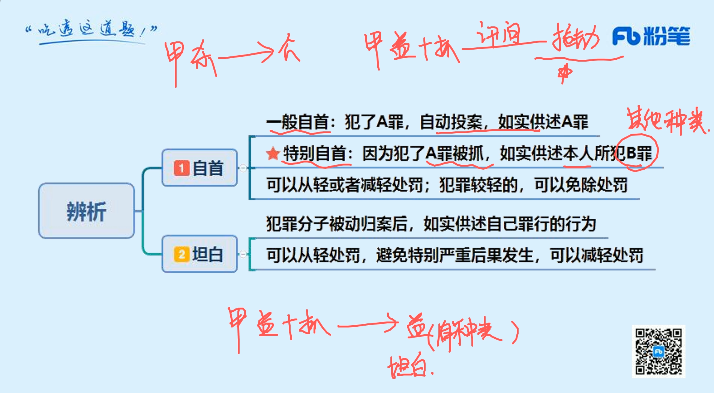 “吃透这道题！”
甲杀 → 公
甲盗+抓 讯问 抢劫
粉笔
一般自首：犯了A罪，自动投案，如实供述A罪
其他种类
★特别自首：因为犯了A罪被抓，如实供述本人所犯B罪
1 自首
可以从轻或者减轻处罚；犯罪较轻的，可以免除处罚
辨析
犯罪分子被动归案后，如实供述自己罪行的行为
2 坦白
可以从轻处罚，避免特别严重后果发生，可以减轻处罚
甲盗+抓 → 盗(同种类)
坦白.